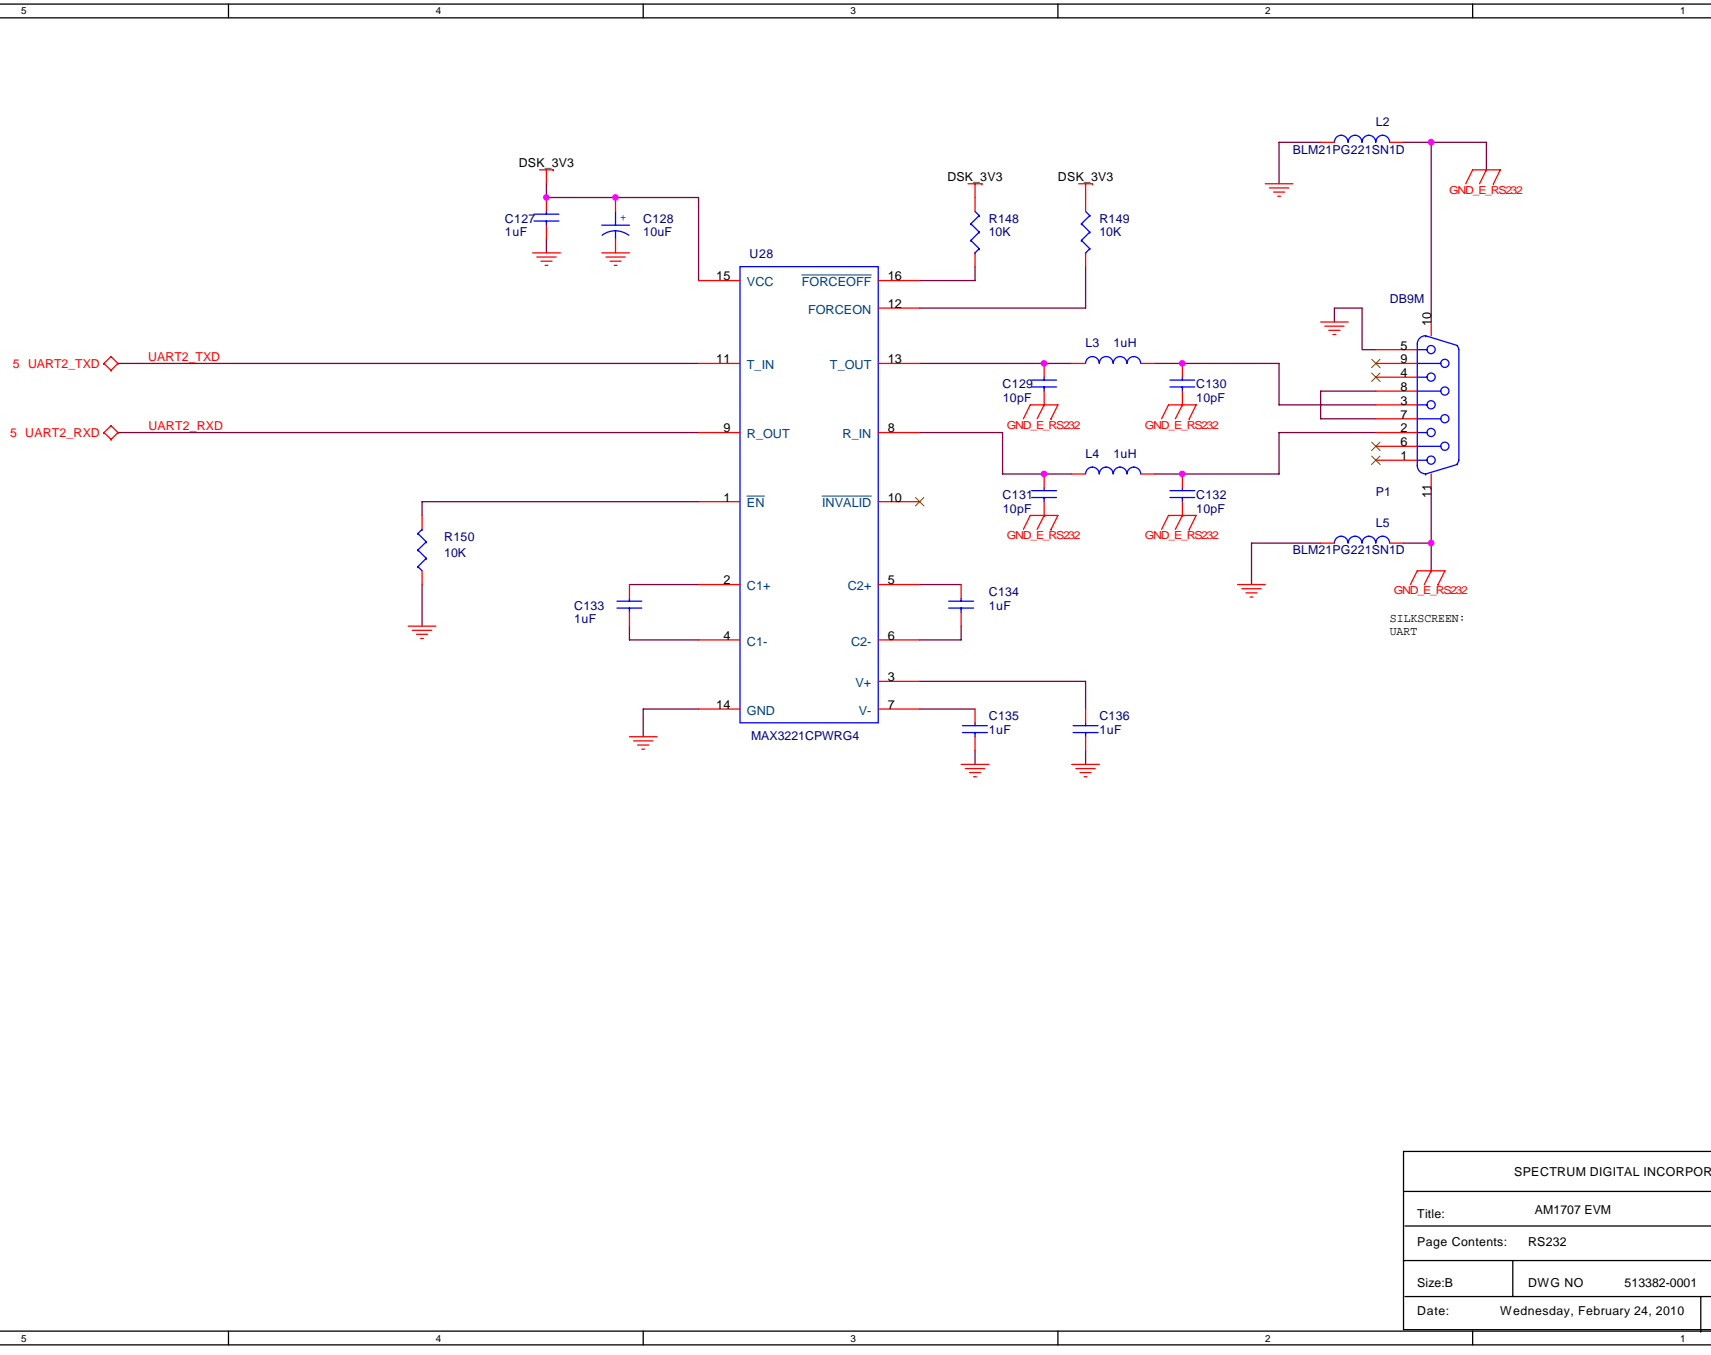 5 4 3 2 1
L2
BLM21PG221SN1D
GND_E_RS232
DSK_3V3
DSK_3V3
DSK_3V3
C127
1uF
+
C128
10uF
R148
10K
R149
10K
U28
15 VCC FORCEOFF 16
FORCEON 12
DB9M
10
5 UART2_TXD UART2_TXD 11 T_IN T_OUT 13
L3 1uH
C129
10pF
GND_E_RS232
C130
10pF
GND_E_RS232
5
9
4
8
3
7
2
6
1
5 UART2_RXD UART2_RXD 9 R_OUT R_IN 8
L4 1uH
C131
10pF
GND_E_RS232
C132
10pF
GND_E_RS232
P1
11
L5
BLM21PG221SN1D
GND_E_RS232
SILKSCREEN:
UART
1 EN INVALID 10
R150
10K
2 C1+ C2+ 5
C133
1uF
C134
1uF
4 C1- C2- 6
V+ 3
14 GND V- 7
C135
1uF
C136
1uF
MAX3221CPWRG4
SPECTRUM DIGITAL INCORPOR
Title: AM1707 EVM
Page Contents: RS232
Size:B DWG NO 513382-0001
Date: Wednesday, February 24, 2010
5 4 3 2 1